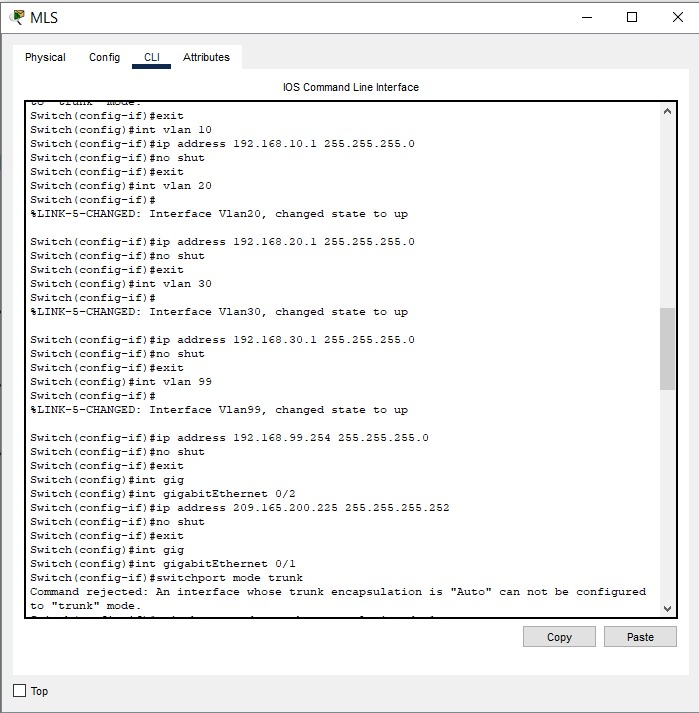 MLS
Physical Config CLI Attributes
IOS Command Line Interface
to "trunk" mode.
Switch(config-if)#exit
Switch(config)#int vlan 10
Switch(config-if)#ip address 192.168.10.1 255.255.255.0
Switch(config-if)#no shut
Switch(config-if)#exit
Switch(config)#int vlan 20
Switch(config-if)#
%LINK-5-CHANGED: Interface Vlan20, changed state to up
Switch(config-if)#ip address 192.168.20.1 255.255.255.0
Switch(config-if)#no shut
Switch(config-if)#exit
Switch(config)#int vlan 30
Switch(config-if)#
%LINK-5-CHANGED: Interface Vlan30, changed state to up
Switch(config-if)#ip address 192.168.30.1 255.255.255.0
Switch(config-if)#no shut
Switch(config-if)#exit
Switch(config)#int vlan 99
Switch(config-if)#
%LINK-5-CHANGED: Interface Vlan99, changed state to up
Switch(config-if)#ip address 192.168.99.254 255.255.255.0
Switch(config-if)#no shut
Switch(config-if)#exit
Switch(config)#int gig
Switch(config)#int gigabitEthernet 0/2
Switch(config-if)#ip address 209.165.200.225 255.255.255.252
Switch(config-if)#no shut
Switch(config-if)#exit
Switch(config)#int gig
Switch(config)#int gigabitEthernet 0/1
Switch(config-if)#switchport mode trunk
Command rejected: An interface whose trunk encapsulation is "Auto" can not be configured
to "trunk" mode.
Copy Paste
Top